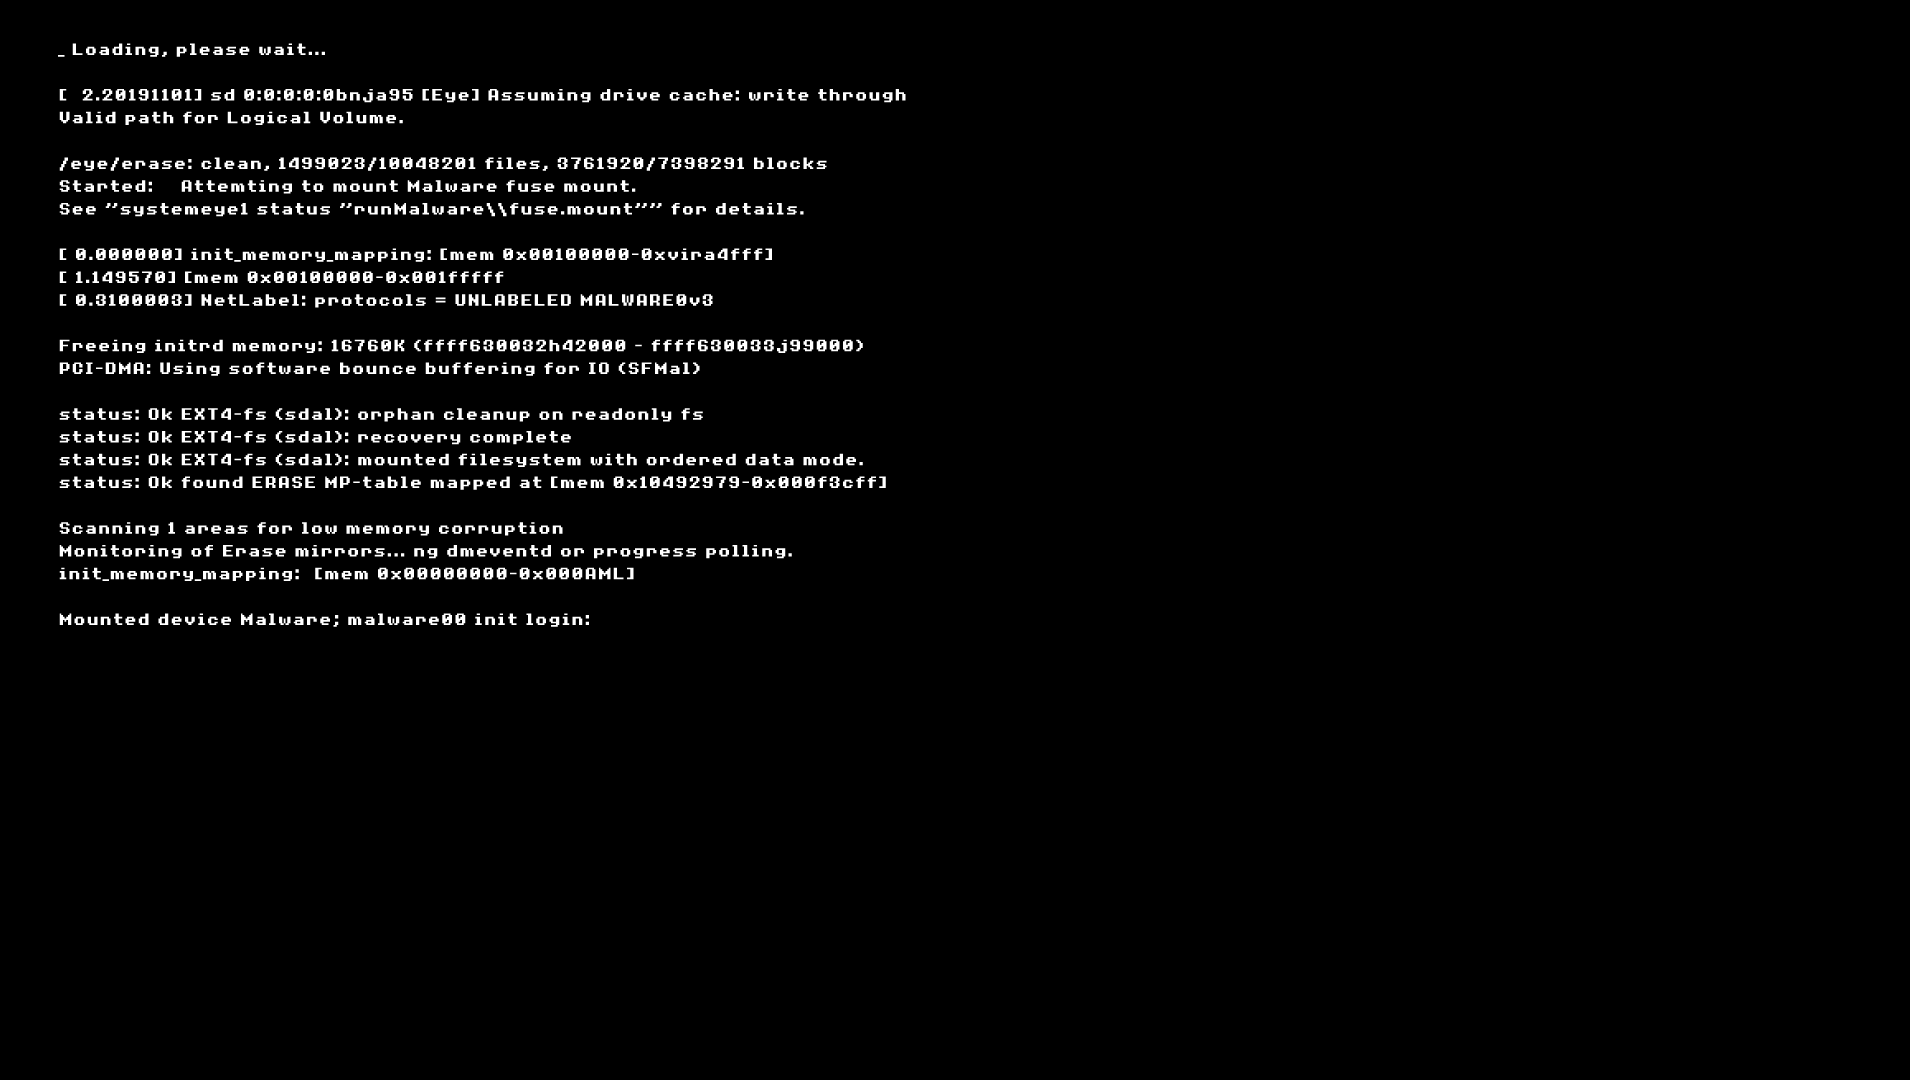 _ Loading, please wait...
[  2.20191101] sd 0:0:0:0:0bnja95 [Eye] Assuming drive cache: write through
Valid path for Logical Volume.
/eye/erase: clean, 1499023/10048201 files, 3761920/7398291 blocks
Started:   Attemting to mount Malware fuse mount.
See "systemeye1 status "runMalware\\fuse.mount"" for details.
[ 0.000000] init_memory_mapping: [mem 0x00100000-0xvira4fff]
[ 1.149570] [mem 0x00100000-0x001fffff
[ 0.3100003] NetLabel: protocols = UNLABELED MALWARE0v3
Freeing initrd memory: 16760K (ffff630032h42000 - ffff630033j99000)
PCI-DMA: Using software bounce buffering for IO (SFMal)
status: Ok EXT4-fs (sdal): orphan cleanup on readonly fs
status: Ok EXT4-fs (sdal): recovery complete
status: Ok EXT4-fs (sdal): mounted filesystem with ordered data mode.
status: Ok found ERASE MP-table mapped at [mem 0x10492979-0x000f3cff]
Scanning 1 areas for low memory corruption
Monitoring of Erase mirrors... ng dmeventd or progress polling.
init_memory_mapping:  [mem 0x00000000-0x000AML]
Mounted device Malware; malware00 init login: